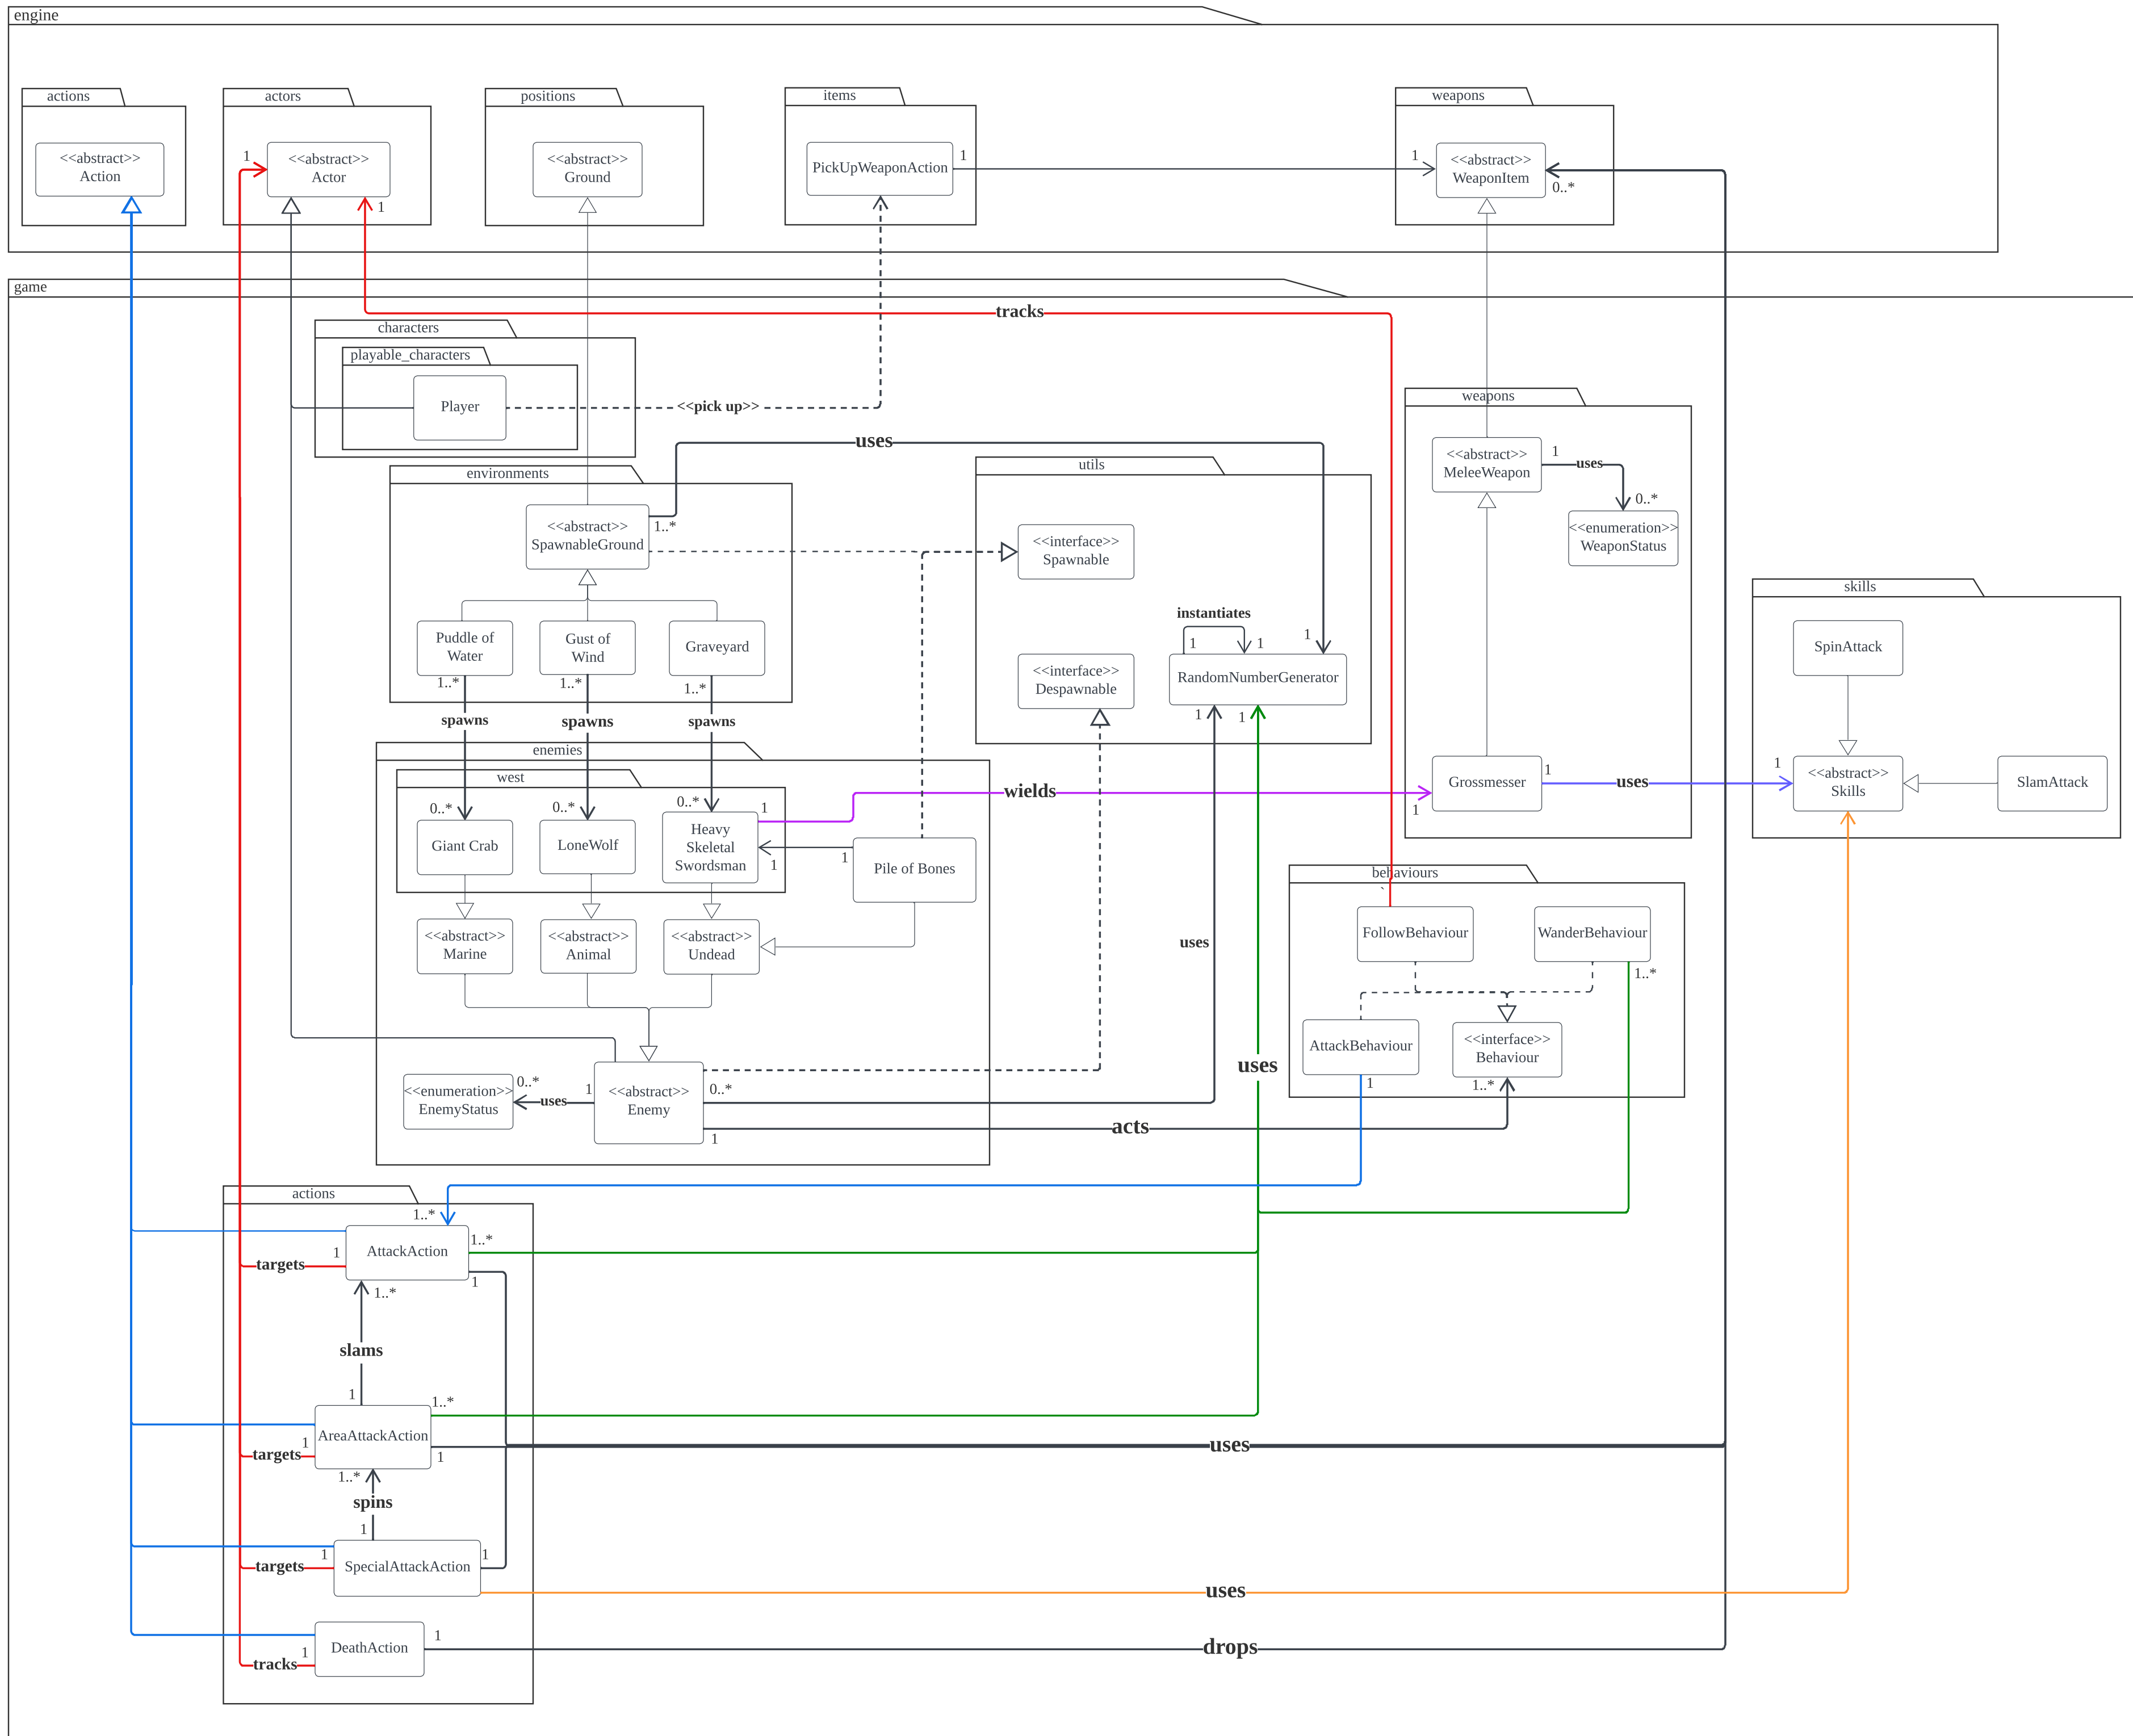 engine
actions
actors
positions
items
weapons
<<abstract>>
Action
1
<<abstract>>
Actor
1
<<abstract>>
Ground
PickUpWeaponAction
1
1
<<abstract>>
WeaponItem
0..*
game
tracks
characters
playable_characters
Player
<<pick up>>
uses
environments
<<abstract>>
SpawnableGround
1..*
Puddle of
Water
1..*
Gust of
Wind
1..*
Graveyard
1..*
spawns
spawns
spawns
utils
<<interface>>
Spawnable
<<interface>>
Despawnable
instantiates
1
1
1
RandomNumberGenerator
1
1
weapons
<<abstract>>
MeleeWeapon
1
uses
0..*
<<enumeration>>
WeaponStatus
Grossmesser
1
1
uses
skills
SpinAttack
1
<<abstract>>
Skills
SlamAttack
enemies
west
0..*
0..*
0..*
1
Giant Crab
LoneWolf
Heavy
Skeletal
Swordsman
1
1
Pile of Bones
wields
<<abstract>>
Marine
<<abstract>>
Animal
<<abstract>>
Undead
uses
<<enumeration>>
EnemyStatus
0..*
uses
1
<<abstract>>
Enemy
0..*
1
acts
uses
behaviours
`
FollowBehaviour
WanderBehaviour
1..*
AttackBehaviour
1
<<interface>>
Behaviour
1..*
actions
1..*
AttackAction
1..*
1
targets
1
1..*
slams
1
1..*
AreaAttackAction
1
targets
1
uses
1..*
spins
1
SpecialAttackAction
1
targets
1
uses
DeathAction
1
drops
1
tracks